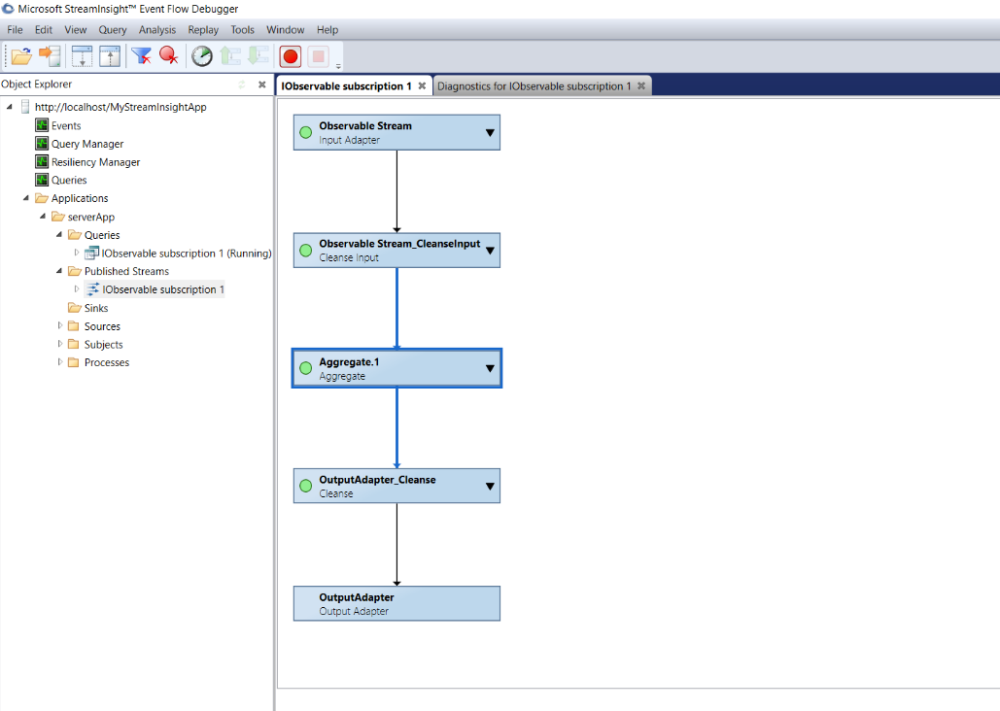 Microsoft StreamInsight™ Event Flow Debugger
File Edit View Query Analysis Replay Tools Window Help
Object Explorer
http://localhost/MyStreamInsightApp
Events
Query Manager
Resiliency Manager
Queries
Applications
serverApp
Queries
IObservable subscription 1 (Running)
Published Streams
IObservable subscription 1
Sinks
Sources
Subjects
Processes
IObservable subscription 1
Diagnostics for IObservable subscription 1
Observable Stream
Input Adapter
Observable Stream_CleanseInput
Cleanse Input
Aggregate.1
Aggregate
OutputAdapter_Cleanse
Cleanse
OutputAdapter
Output Adapter